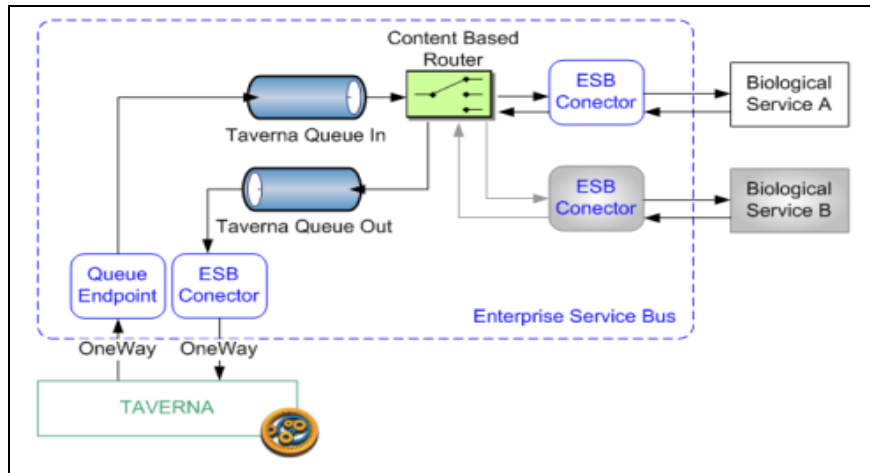 Content Based
Router
ESB
Conector
Biological
Service A
Taverna Queue In
ESB
Conector
Biological
Service B
Taverna Queue Out
Queue
Endpoint
ESB
Conector
Enterprise Service Bus
OneWay
OneWay
TAVERNA